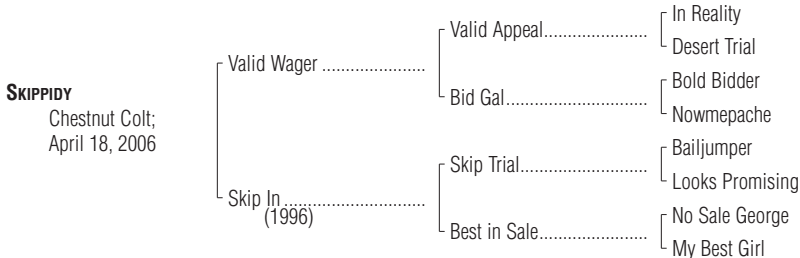 In Reality
Valid Appeal........................
Desert Trial
Valid Wager ......................
SKIPPIDY
Bold Bidder
Chestnut Colt;
Bid Gal.................................
Nowmepache
April 18, 2006
Bailjumper
Skip Trial..............................
Looks Promising
Skip In ..............................
(1996)
No Sale George
Best in Sale.........................
My Best Girl